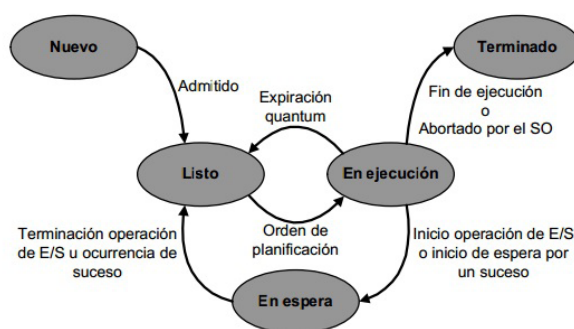 Nuevo
Terminado
Admitido
Expiración
quantum
Fin de ejecución
o
Abortado por el SO
Listo
En ejecución
Terminación operación
de E/S u ocurrencia de
suceso
Orden de
planificación
Inicio operación de E/S
o inicio de espera por
un suceso
En espera